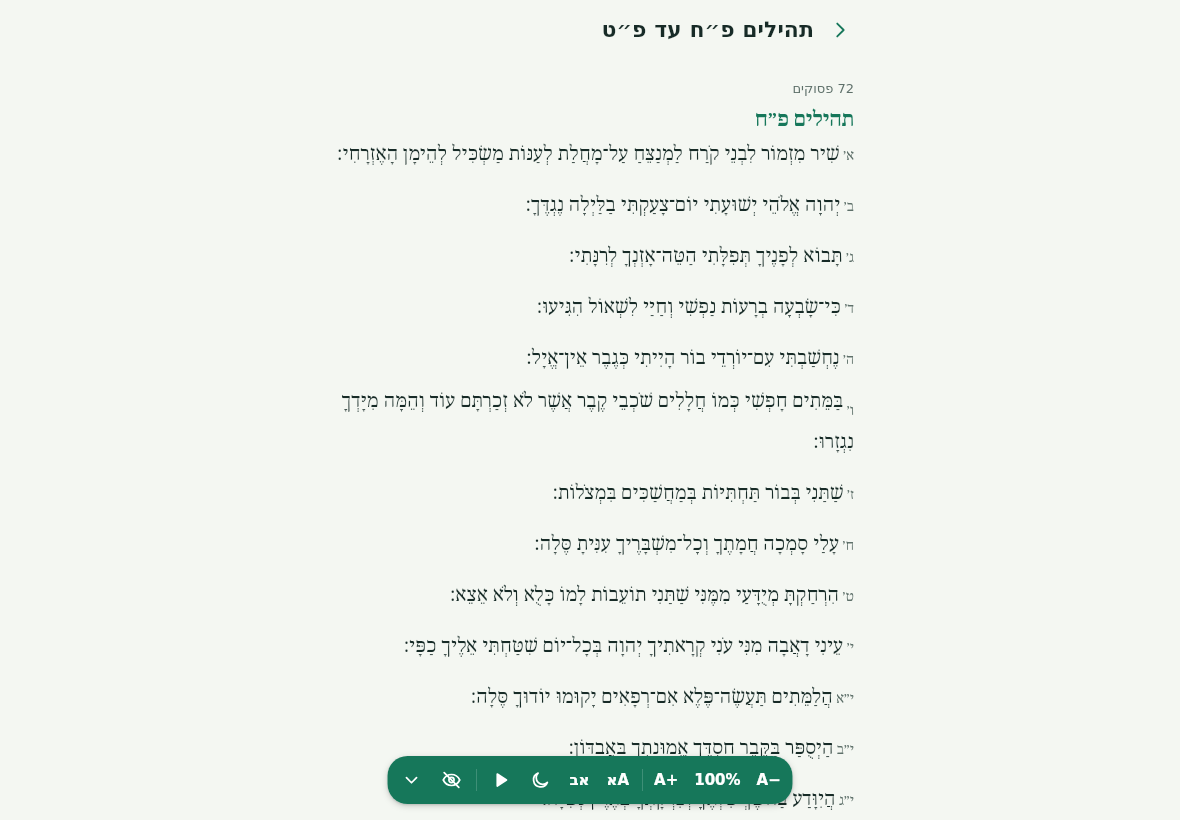 תהילים פ״ח עד פ״ט
72 פסוקים
תהילים פ״ח
א׳ שִׁיר מִזְמוֹר לִבְנֵי קֹרַח לַמְנַצֵּחַ עַל־מָחֲלַת לְעַנּוֹת מַשְׂכִּיל לְהֵימָן הָאֶזְרָחִי׃
ב׳ יְהוָה אֱלֹהֵי יְשׁוּעָתִי יוֹם־צָעַקְתִּי בַלַּיְלָה נֶגְדֶּךָ׃
ג׳ תָּבוֹא לְפָנֶיךָ תְּפִלָּתִי הַטֵּה־אָזְנְךָ לְרִנָּתִי׃
ד׳ כִּי־שָׂבְעָה בְרָעוֹת נַפְשִׁי וְחַיַּי לִשְׁאוֹל הִגִּיעוּ׃
ה׳ נֶחְשַׁבְתִּי עִם־יוֹרְדֵי בוֹר הָיִיתִי כְּגֶבֶר אֵין־אֱיָל׃
ו׳ בַּמֵּתִים חָפְשִׁי כְּמוֹ חֲלָלִים שֹׁכְבֵי קֶבֶר אֲשֶׁר לֹא זְכַרְתָּם עוֹד וְהֵמָּה מִיָּדְךָ
נִגְזָרוּ׃
ז׳ שַׁתַּנִי בְּבוֹר תַּחְתִּיּוֹת בְּמַחֲשַׁכִּים בִּמְצֹלוֹת׃
ח׳ עָלַי סָמְכָה חֲמָתֶךָ וְכָל־מִשְׁבָּרֶיךָ עִנִּיתָ סֶּלָה׃
ט׳ הִרְחַקְתָּ מְיֻדָּעַי מִמֶּנִּי שַׁתַּנִי תוֹעֵבוֹת לָמוֹ כָּלֻא וְלֹא אֵצֵא׃
י׳ עֵינִי דָאֲבָה מִנִּי עֹנִי קְרָאתִיךָ יְהוָה בְּכָל־יוֹם שִׁטַּחְתִּי אֵלֶיךָ כַפָּי׃
י״א הֲלַמֵּתִים תַּעֲשֶׂה־פֶּלֶא אִם־רְפָאִים יָקוּמוּ יוֹדוּךָ סֶּלָה׃
י״ב הַיְסֻפַּר בַּקֶּבֶר חַסְדֶּךָ אֱמוּנָתְךָ בָּאֲבַדּוֹן׃
י״ג הֲיִוָּדַע
A− 100% A+ אA אב